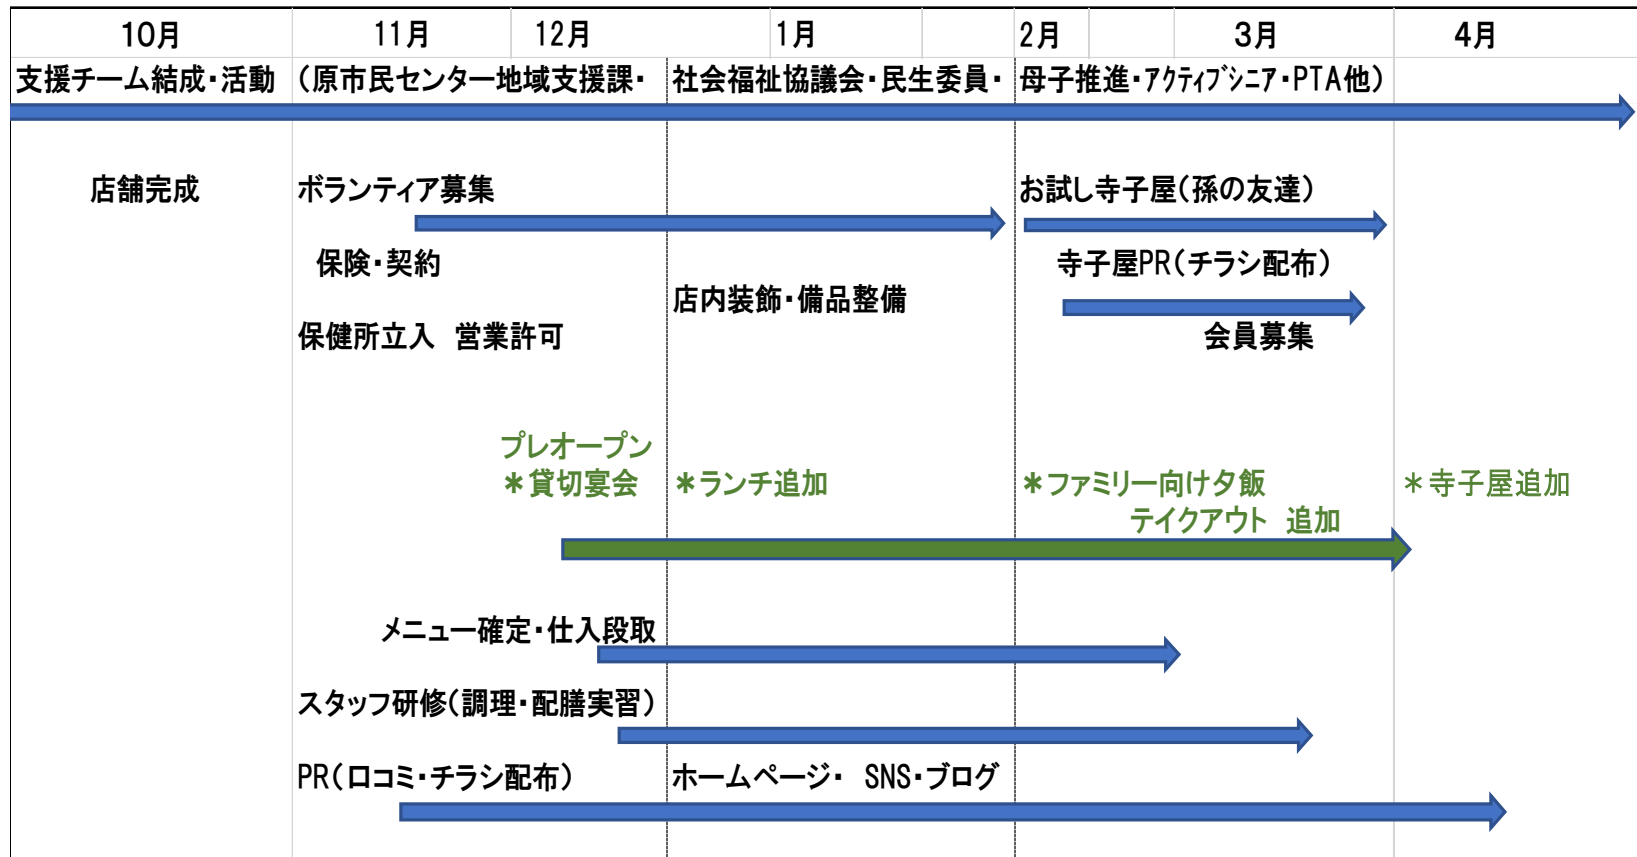 10月 11月 12月 1月 2月 3月 4月
支援チーム結成・活動 (原市民センター地域支援課・ 社会福祉協議会・民生委員・ 母子推進・アクティブシニア・PTA他)
店舗完成 ボランティア募集 お試し寺子屋(孫の友達)
保険・契約 寺子屋PR(チラシ配布)
店内装飾・備品整備
保健所立入 営業許可 会員募集
プレオープン
*貸切宴会 *ランチ追加 *ファミリー向け夕飯 *寺子屋追加
テイクアウト 追加
メニュー確定・仕入段取
スタッフ研修(調理・配膳実習)
PR(口コミ・チラシ配布) ホームページ・ SNS・ブログ